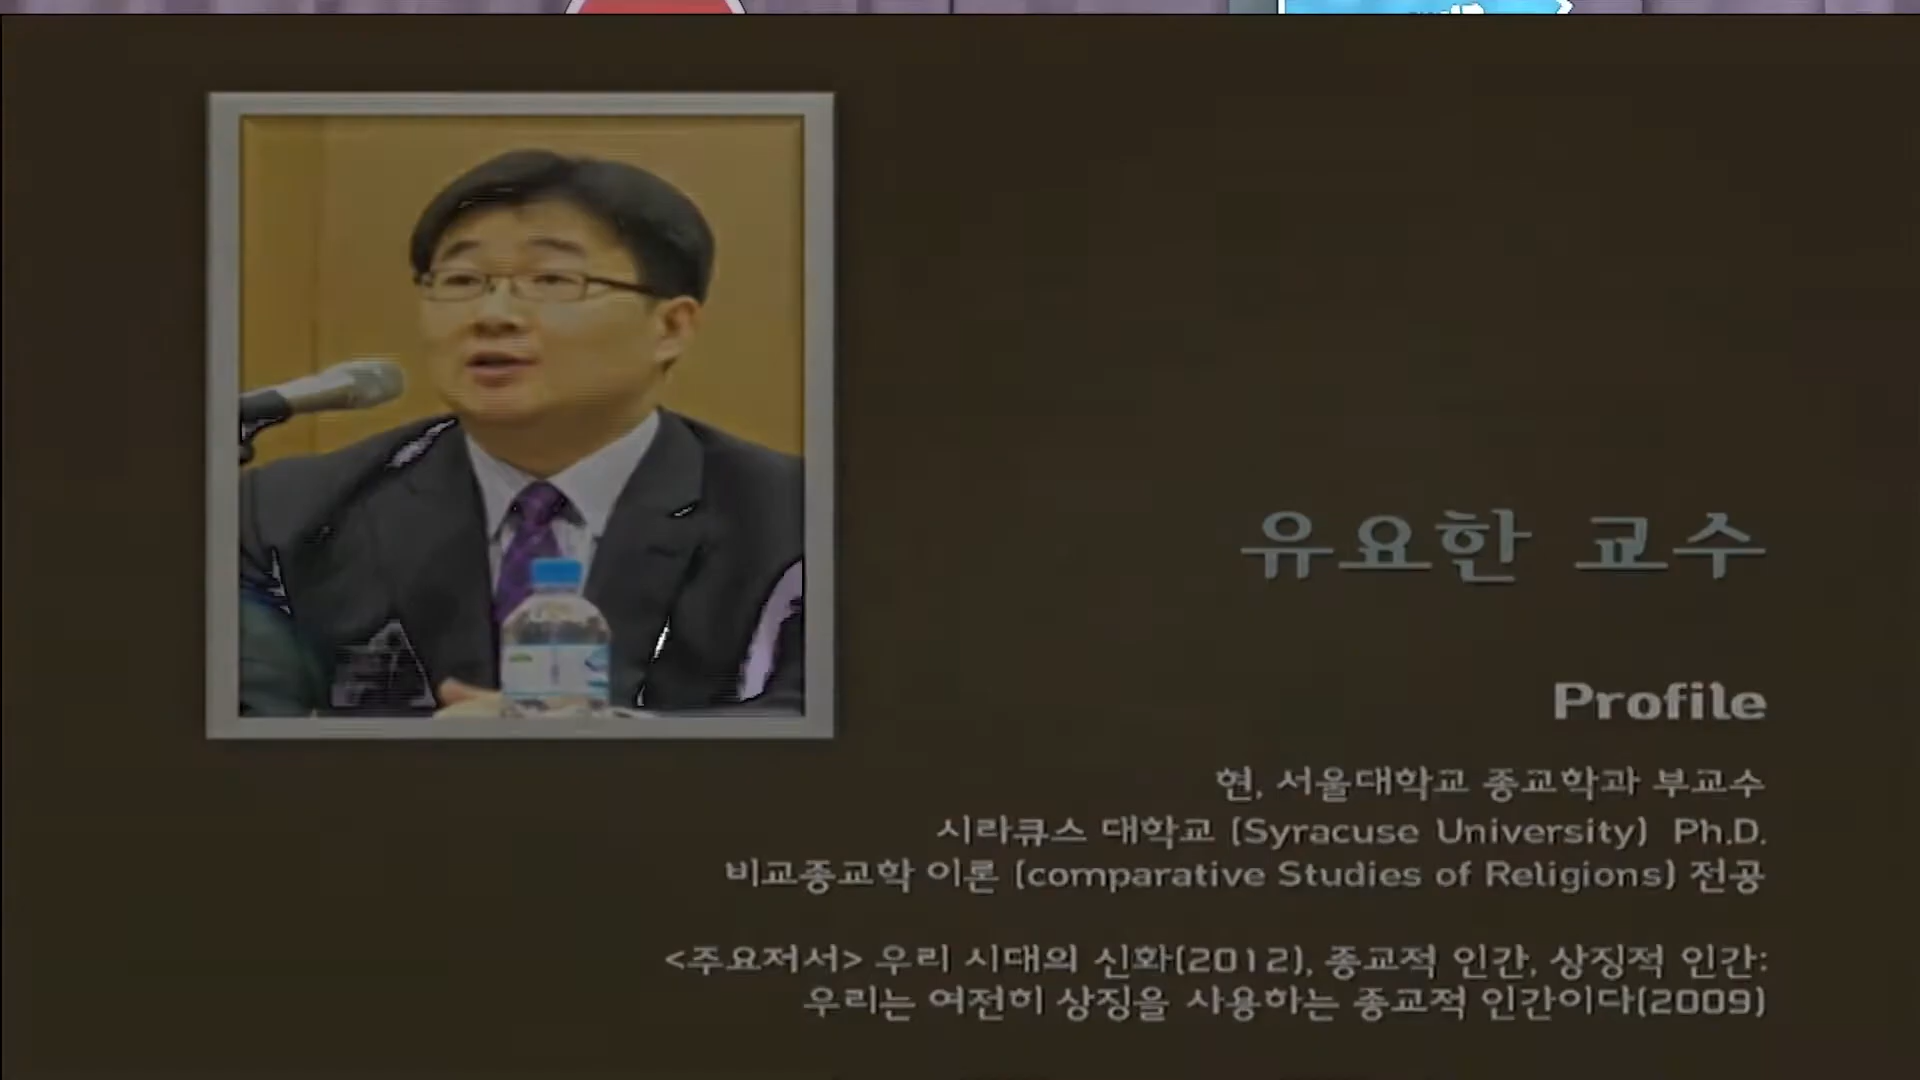 유요한 교수
Profile
현, 서울대학교 종교학과 부교수
시라큐스 대학교 (Syracuse University) Ph.D.
비교종교학 이론 (comparative Studies of Religions) 전공
<주요저서> 우리 시대의 신화(2012), 종교적 인간, 상징적 인간:
우리는 여전히 상징을 사용하는 종교적 인간이다(2009)